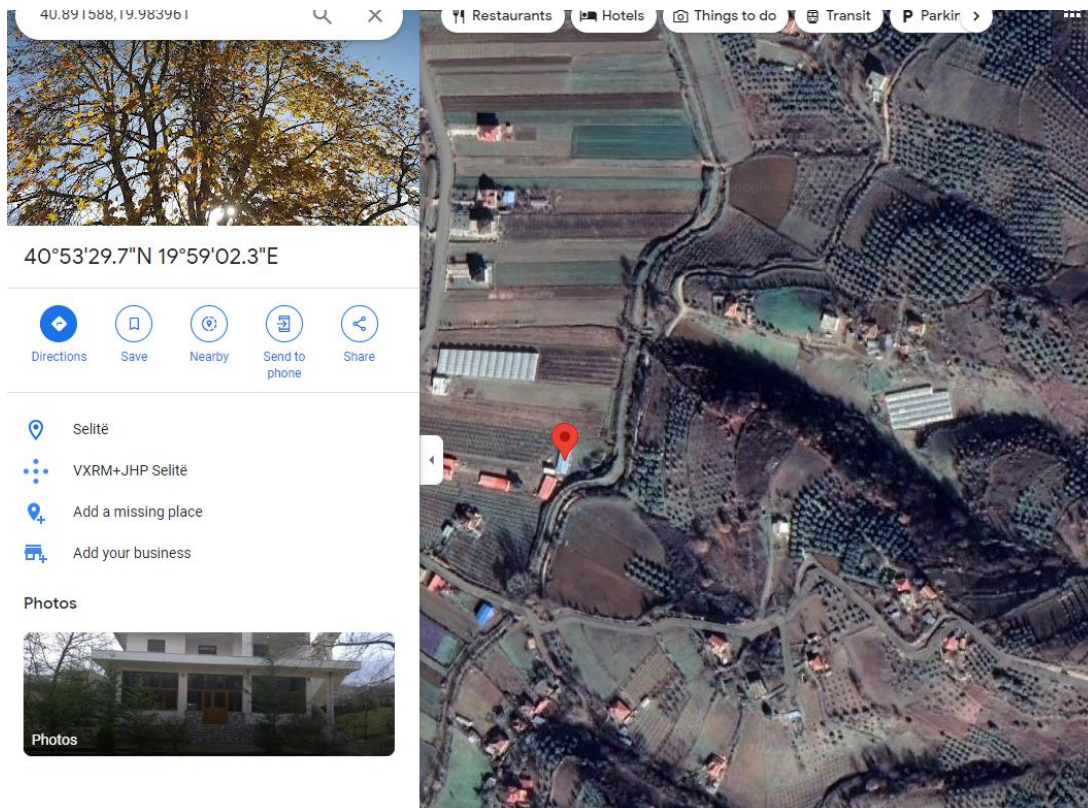 40.891588,19.983961
Restaurants
Hotels
Things to do
Transit
P Parkin
40°53'29.7"N 19°59'02.3"E
Directions
Save
Nearby
Send to
phone
Share
Selitë
VXRM+JHP Selitë
Add a missing place
Add your business
Photos
Photos